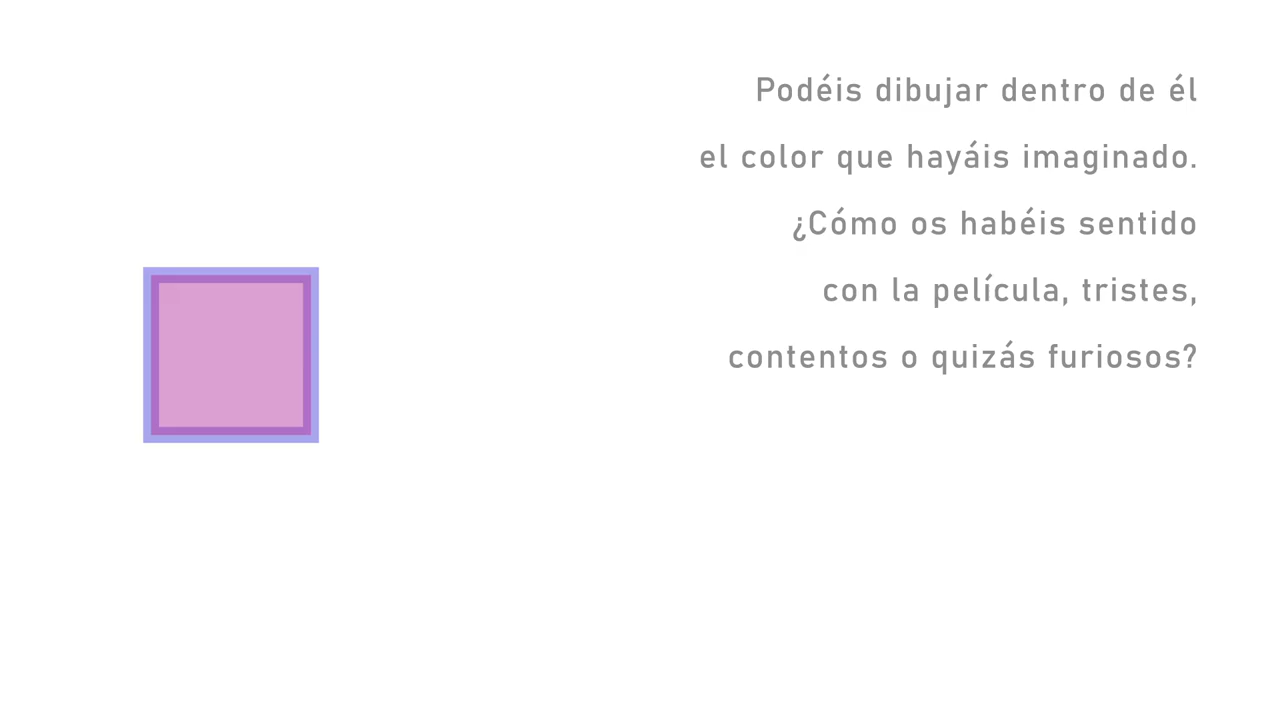 Podéis dibujar dentro de él
el color que hayáis imaginado.
¿Cómo os habéis sentido
con la película, tristes,
contentos o quizás furiosos?